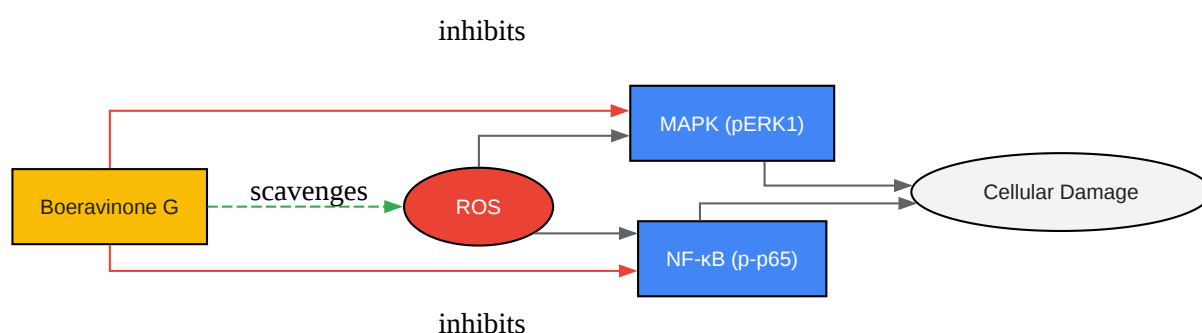 inhibits
MAPK (pERK1)
Boeravinone G
scavenges
ROS
Cellular Damage
NF-κB (p-p65)
inhibits